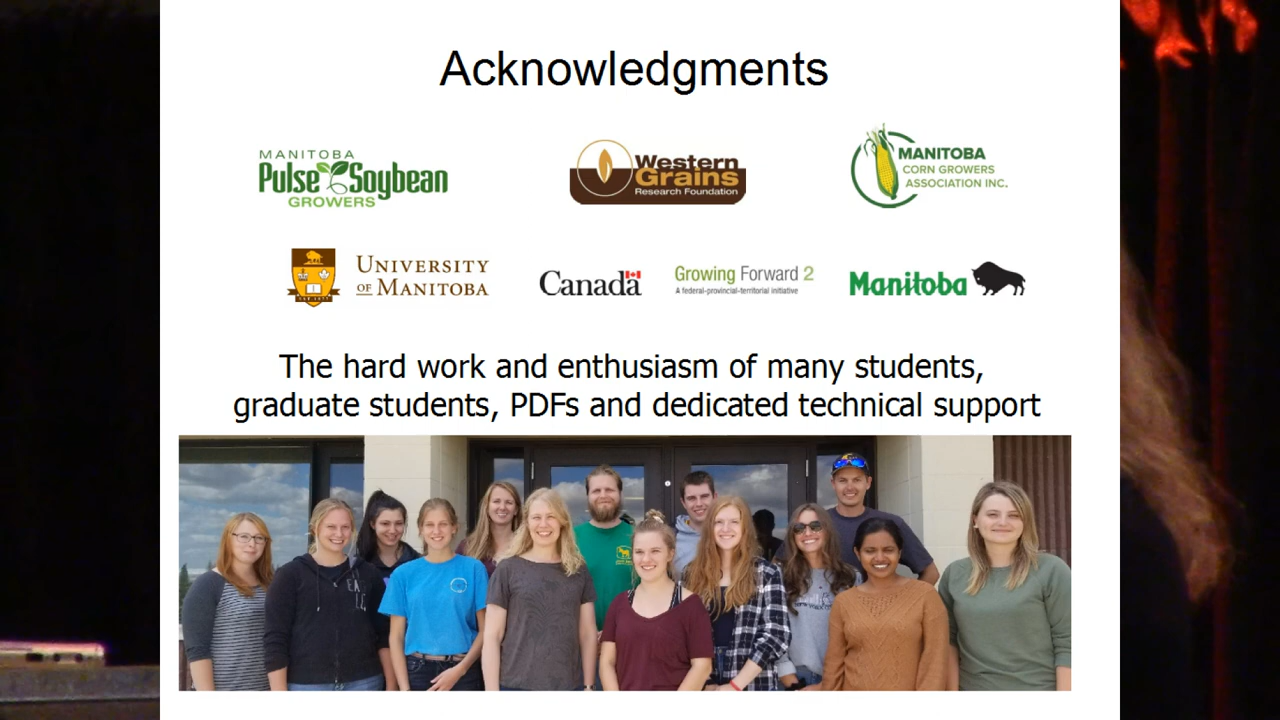 Acknowledgments
MANITOBA
Pulse Soybean
GROWERS
Western
Grains
Research Foundation
MANITOBA
CORN GROWERS
ASSOCIATION INC.
UNIVERSITY
OF MANITOBA
Canada
Growing Forward 2
A federal-provincial-territorial initiative
Manitoba
The hard work and enthusiasm of many students,
graduate students, PDFs and dedicated technical support